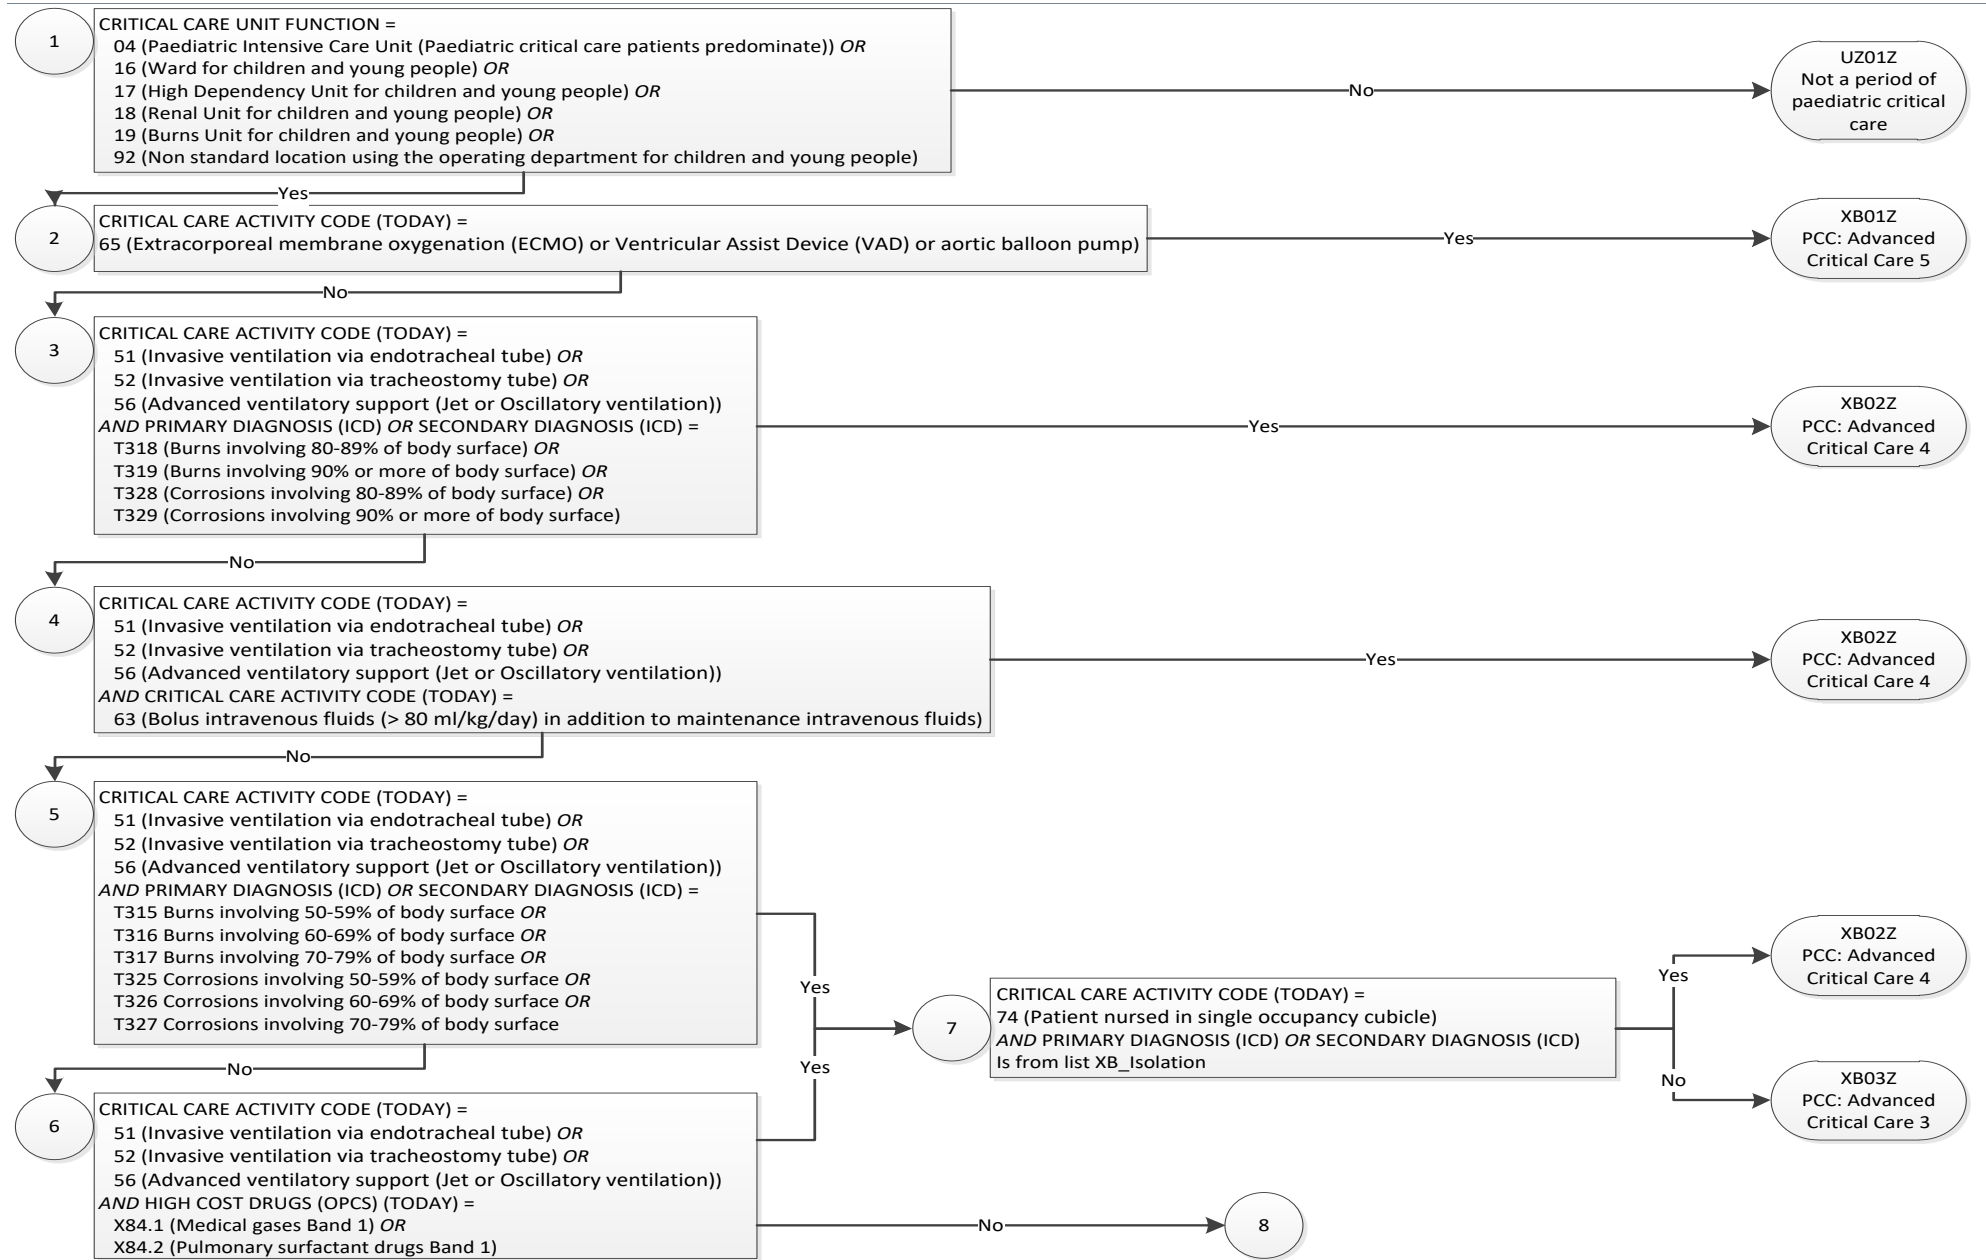 1
CRITICAL CARE UNIT FUNCTION =
04 (Paediatric Intensive Care Unit (Paediatric critical care patients predominate)) OR
16 (Ward for children and young people) OR
17 (High Dependency Unit for children and young people) OR
18 (Renal Unit for children and young people) OR
19 (Burns Unit for children and young people) OR
92 (Non standard location using the operating department for children and young people)
No
UZ01Z
Not a period of
paediatric critical
care
Yes
2
CRITICAL CARE ACTIVITY CODE (TODAY) =
65 (Extracorporeal membrane oxygenation (ECMO) or Ventricular Assist Device (VAD) or aortic balloon pump)
Yes
XB01Z
PCC: Advanced
Critical Care 5
No
3
CRITICAL CARE ACTIVITY CODE (TODAY) =
51 (Invasive ventilation via endotracheal tube) OR
52 (Invasive ventilation via tracheostomy tube) OR
56 (Advanced ventilatory support (Jet or Oscillatory ventilation))
AND PRIMARY DIAGNOSIS (ICD) OR SECONDARY DIAGNOSIS (ICD) =
T318 (Burns involving 80-89% of body surface) OR
T319 (Burns involving 90% or more of body surface) OR
T328 (Corrosions involving 80-89% of body surface) OR
T329 (Corrosions involving 90% or more of body surface)
Yes
XB02Z
PCC: Advanced
Critical Care 4
No
4
CRITICAL CARE ACTIVITY CODE (TODAY) =
51 (Invasive ventilation via endotracheal tube) OR
52 (Invasive ventilation via tracheostomy tube) OR
56 (Advanced ventilatory support (Jet or Oscillatory ventilation))
AND CRITICAL CARE ACTIVITY CODE (TODAY) =
63 (Bolus intravenous fluids (> 80 ml/kg/day) in addition to maintenance intravenous fluids)
Yes
XB02Z
PCC: Advanced
Critical Care 4
No
5
CRITICAL CARE ACTIVITY CODE (TODAY) =
51 (Invasive ventilation via endotracheal tube) OR
52 (Invasive ventilation via tracheostomy tube) OR
56 (Advanced ventilatory support (Jet or Oscillatory ventilation))
AND PRIMARY DIAGNOSIS (ICD) OR SECONDARY DIAGNOSIS (ICD) =
T315 Burns involving 50-59% of body surface OR
T316 Burns involving 60-69% of body surface OR
T317 Burns involving 70-79% of body surface OR
T325 Corrosions involving 50-59% of body surface OR
T326 Corrosions involving 60-69% of body surface OR
T327 Corrosions involving 70-79% of body surface
Yes
No
6
CRITICAL CARE ACTIVITY CODE (TODAY) =
51 (Invasive ventilation via endotracheal tube) OR
52 (Invasive ventilation via tracheostomy tube) OR
56 (Advanced ventilatory support (Jet or Oscillatory ventilation))
AND HIGH COST DRUGS (OPCS) (TODAY) =
X84.1 (Medical gases Band 1) OR
X84.2 (Pulmonary surfactant drugs Band 1)
Yes
No
8
7
CRITICAL CARE ACTIVITY CODE (TODAY) =
74 (Patient nursed in single occupancy cubicle)
AND PRIMARY DIAGNOSIS (ICD) OR SECONDARY DIAGNOSIS (ICD)
Is from list XB_Isolation
Yes
XB02Z
PCC: Advanced
Critical Care 4
No
XB03Z
PCC: Advanced
Critical Care 3